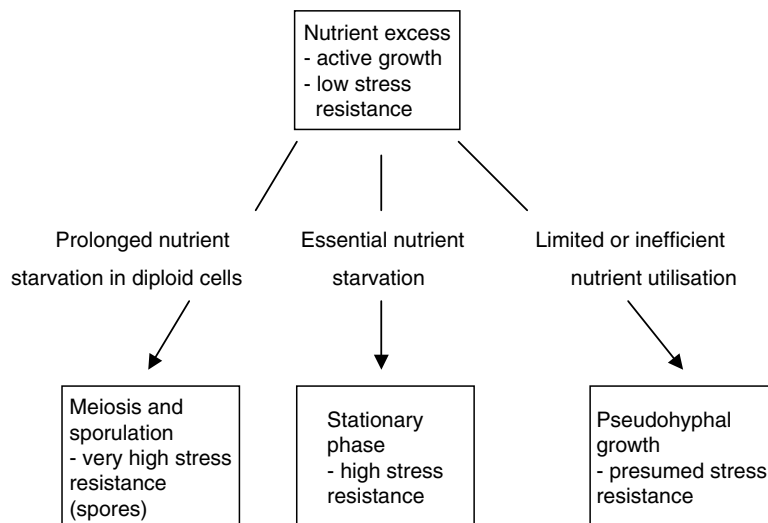 Nutrient excess
- active growth
- low stress
resistance
Prolonged nutrient
starvation in diploid cells
Essential nutrient
starvation
Limited or inefficient
nutrient utilisation
Meiosis and
sporulation
- very high stress
resistance
(spores)
Stationary
phase
- high stress
resistance
Pseudohyphal
growth
- presumed stress
resistance